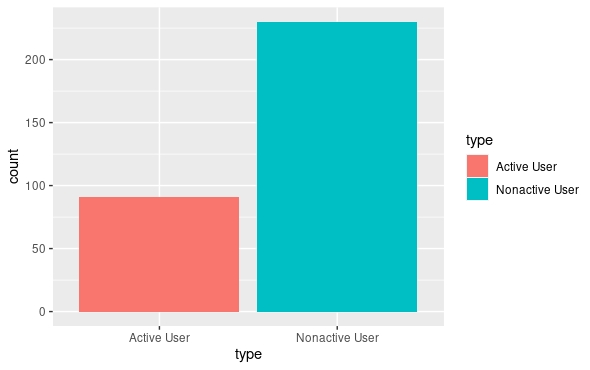 count
200
150
100
50
0
Active User
Nonactive User
type
type
Active User
Nonactive User